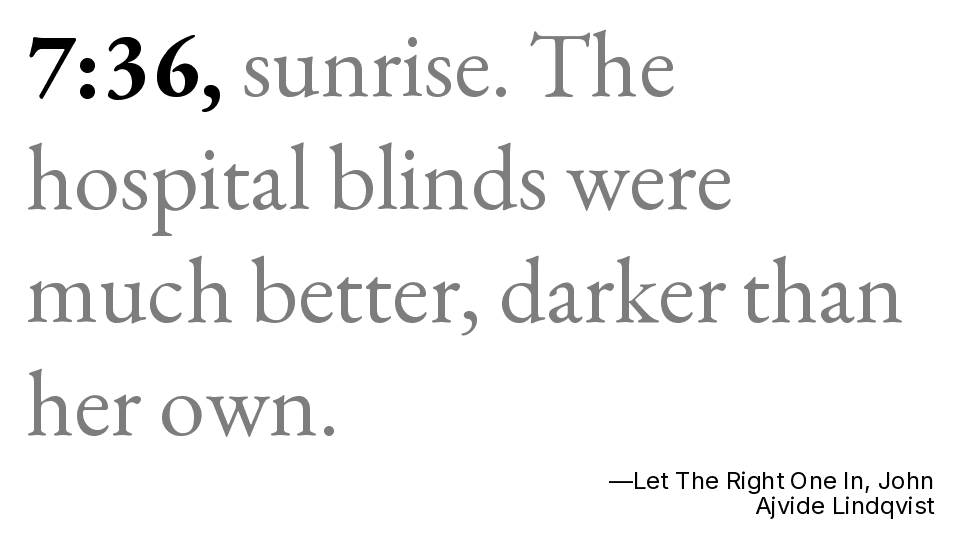 7:36, sunrise. The
hospital blinds were
much better, darker than
her own.
—Let The Right One In, John
Ajvide Lindqvist